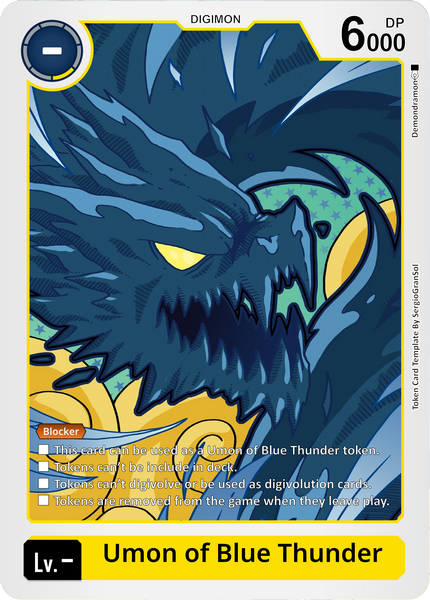 DIGIMON
-
DP
6000
Demondramon
Token Card Template By SergioGranSol
Blocker
This card can be used as a Umon of Blue Thunder token.
Tokens can't be include in deck.
Tokens can't digivolve or be used as digivolution cards.
Tokens are removed from the game when they leave play.
Lv.-
Umon of Blue Thunder